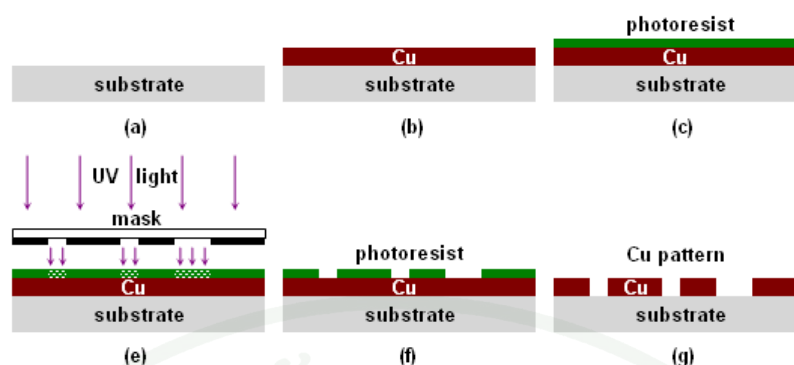 substrate
(a)
Cu
substrate
(b)
photoresist
Cu
substrate
(c)
UV light
mask
Cu
substrate
(e)
photoresist
Cu
substrate
(f)
Cu pattern
Cu
substrate
(g)